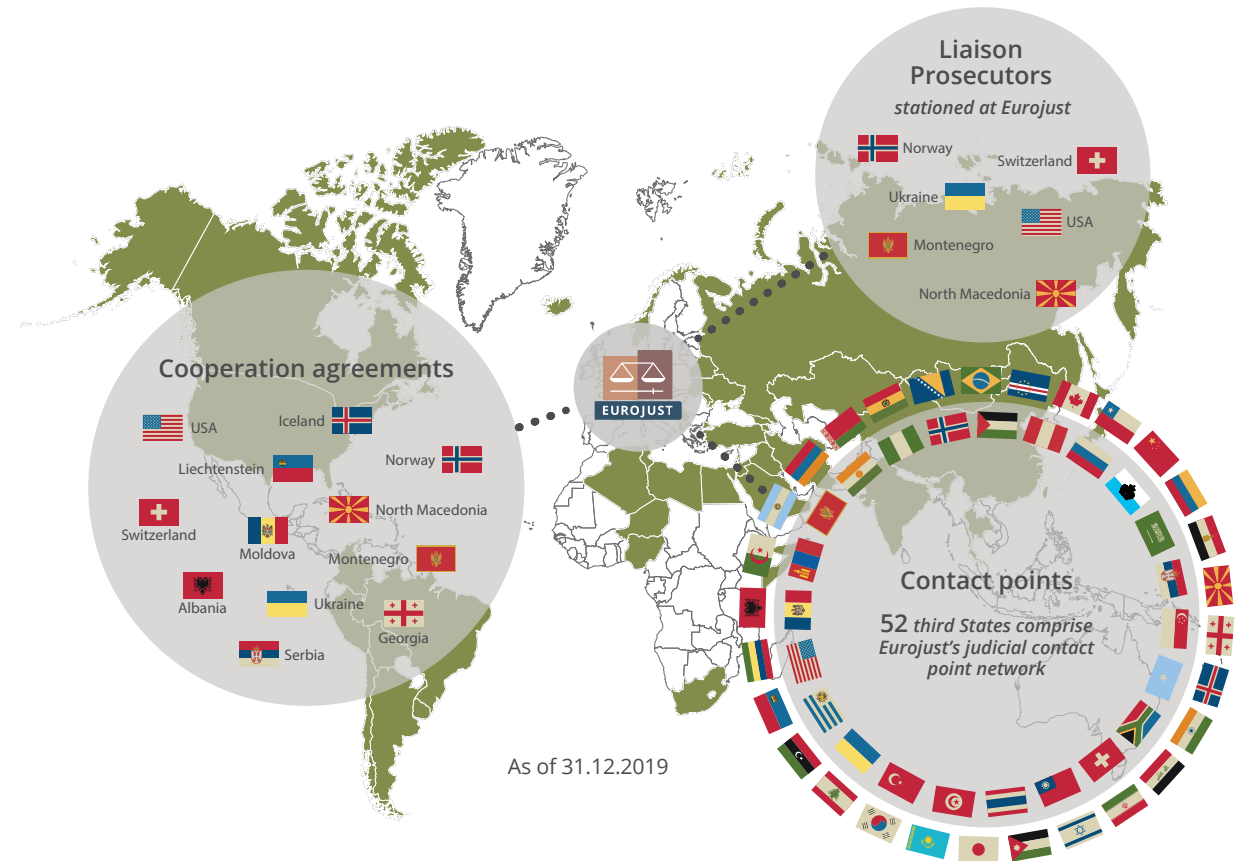 Liaison
Prosecutors
stationed at Eurojust
Norway
Switzerland
Ukraine
USA
Montenegro
North Macedonia
Cooperation agreements
USA
Iceland
Liechtenstein
Norway
Switzerland
North Macedonia
Moldova
Montenegro
Albania
Ukraine
Georgia
Serbia
EUROJUST
Contact points
52 third States comprise
Eurojust's judicial contact
point network
As of 31.12.2019